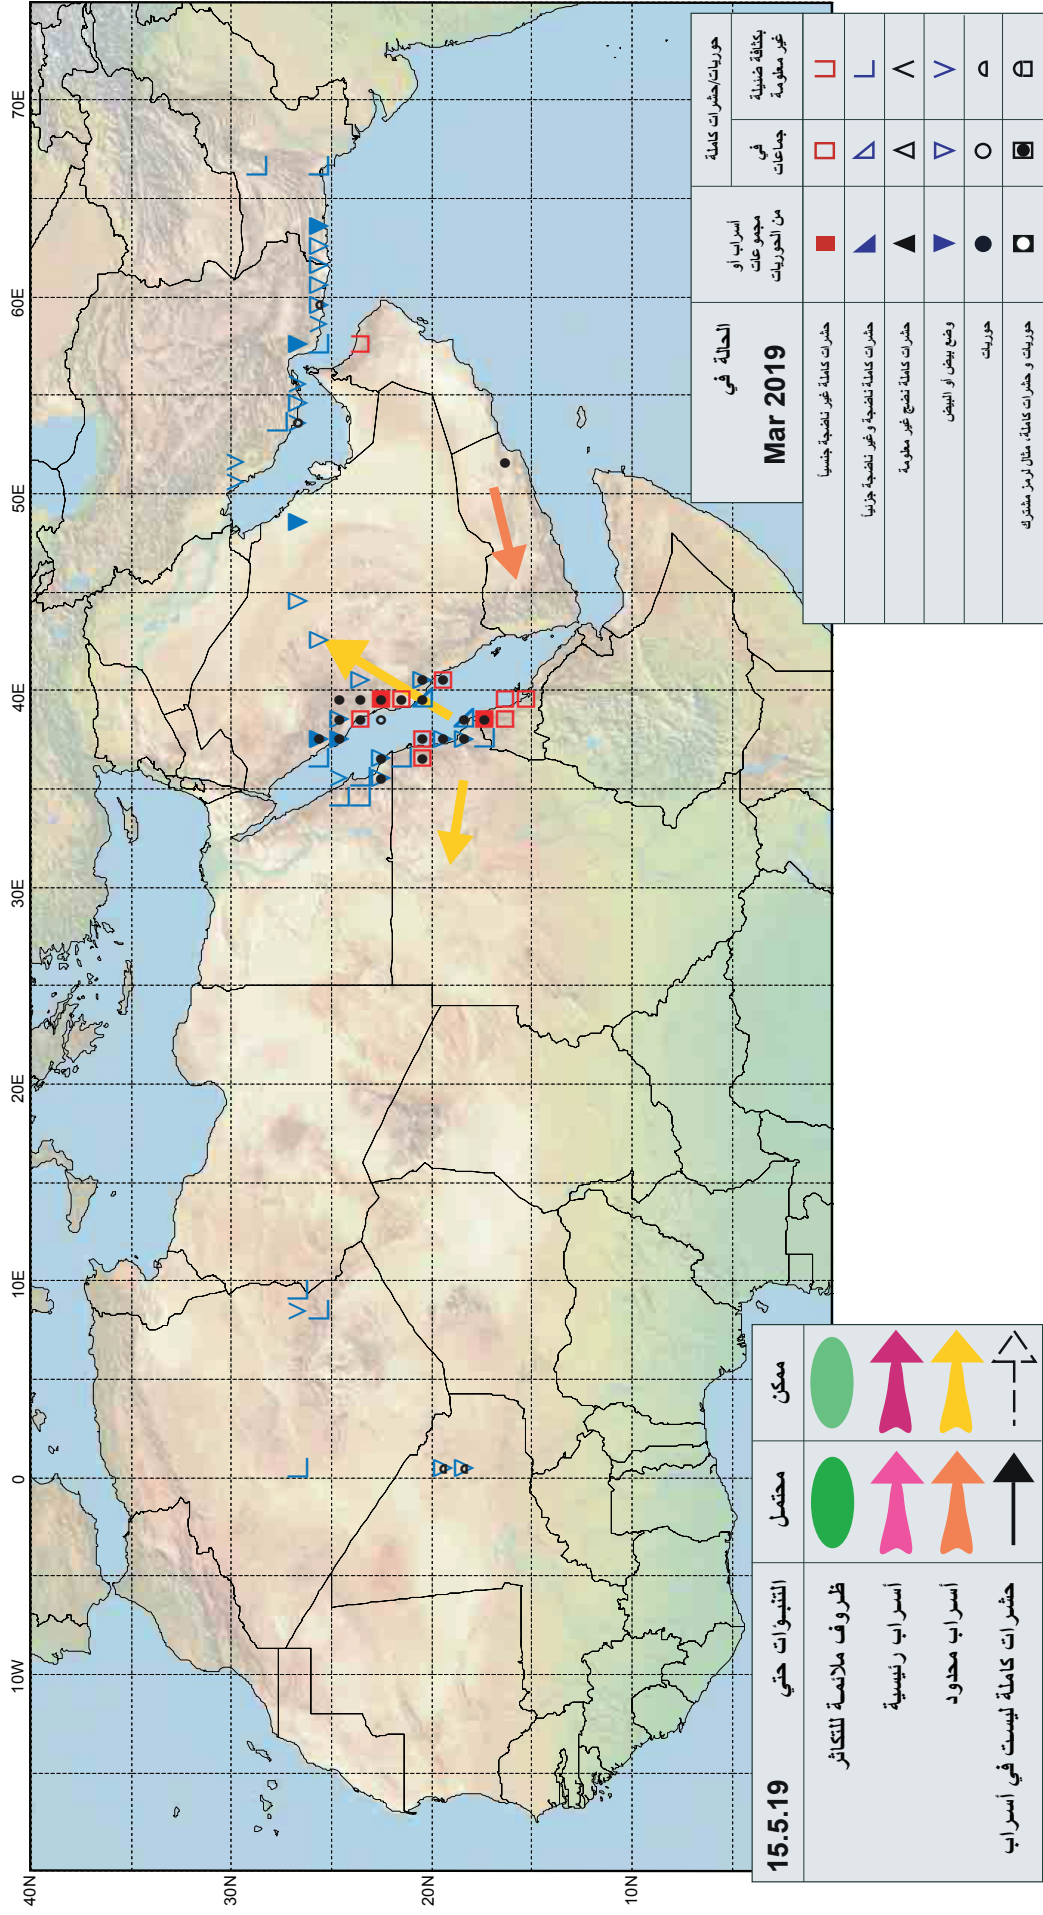 40N
30N
20N
10N
10W
0
10E
20E
30E
40E
50E
60E
70E
التنبؤات حتي
15.5.19
محتمل
ممكن
ظروف ملائمة للتكاثر
أسراب رئيسية
أسراب محدود
حشرات كاملة ليست في أسراب
الحالة في
Mar 2019
أسراب أو
مجموعات
من الحوريات
حوريات/حشرات كاملة
في
جماعات
بكثافة ضئيلة
غير معلومة
حشرات كاملة غير ناضجة جنسياً
حشرات كاملة ناضجة وغير ناضجة جزئياً
حشرات كاملة نضج غير معلومة
وضع بيض أو البيض
حوريات
حوريات و حشرات كاملة، مثال لرمز مشترك